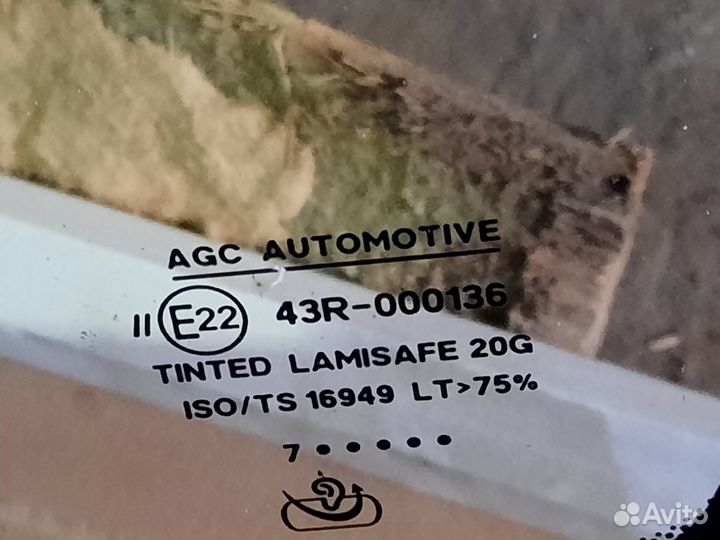 AGC AUTOMOTIVE
II E22 43R-000136
TINTED LAMISAFE 20G
ISO/TS 16949 LT>75%
7 • • • • •
Avito